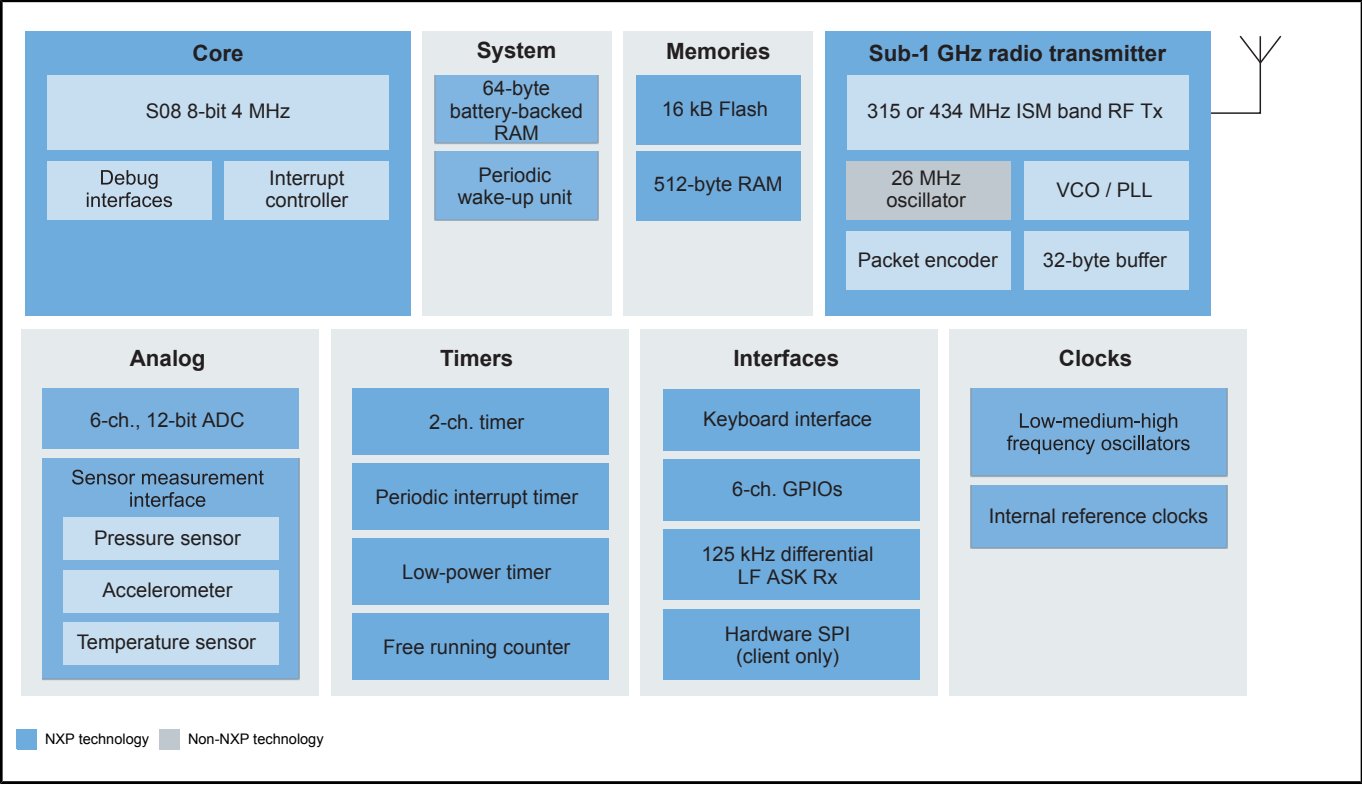 Core
S08 8-bit 4 MHz
Debug
interfaces
Interrupt
controller
System
64-byte
battery-backed
RAM
Periodic
wake-up unit
Memories
16 kB Flash
512-byte RAM
Sub-1 GHz radio transmitter
315 or 434 MHz ISM band RF Tx
26 MHz
oscillator
VCO / PLL
Packet encoder
32-byte buffer
Analog
6-ch., 12-bit ADC
Sensor measurement
interface
Pressure sensor
Accelerometer
Temperature sensor
Timers
2-ch. timer
Periodic interrupt timer
Low-power timer
Free running counter
Interfaces
Keyboard interface
6-ch. GPIOs
125 kHz differential
LF ASK Rx
Hardware SPI
(client only)
Clocks
Low-medium-high
frequency oscillators
Internal reference clocks
NXP technology
Non-NXP technology